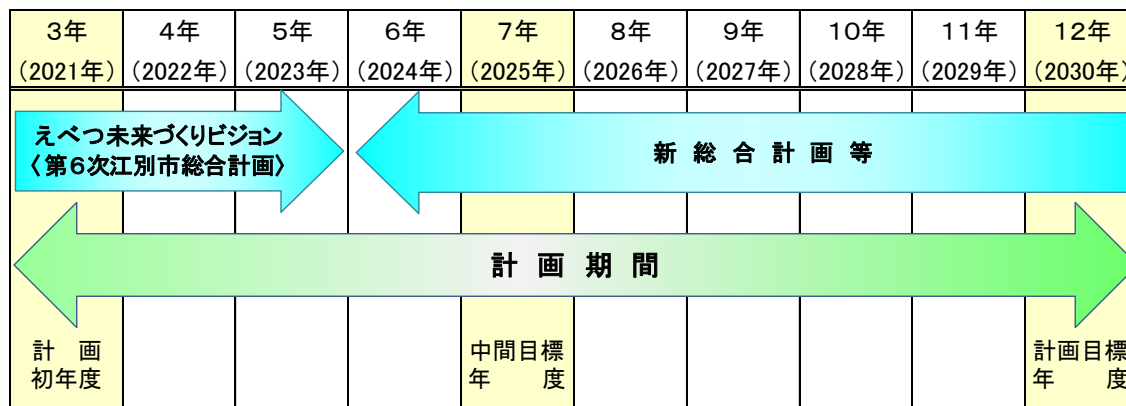 3年 4年 5年 6年 7年 8年 9年 10年 11年 12年
（2021年） （2022年） （2023年） （2024年） （2025年） （2026年） （2027年） （2028年） （2029年） （2030年）
えべつ未来づくりビジョン
〈第６次江別市総合計画〉
新 総 合 計 画 等
計 画 期 間
計　画
初年度
中間目標
年　　度
計画目標
年　　度